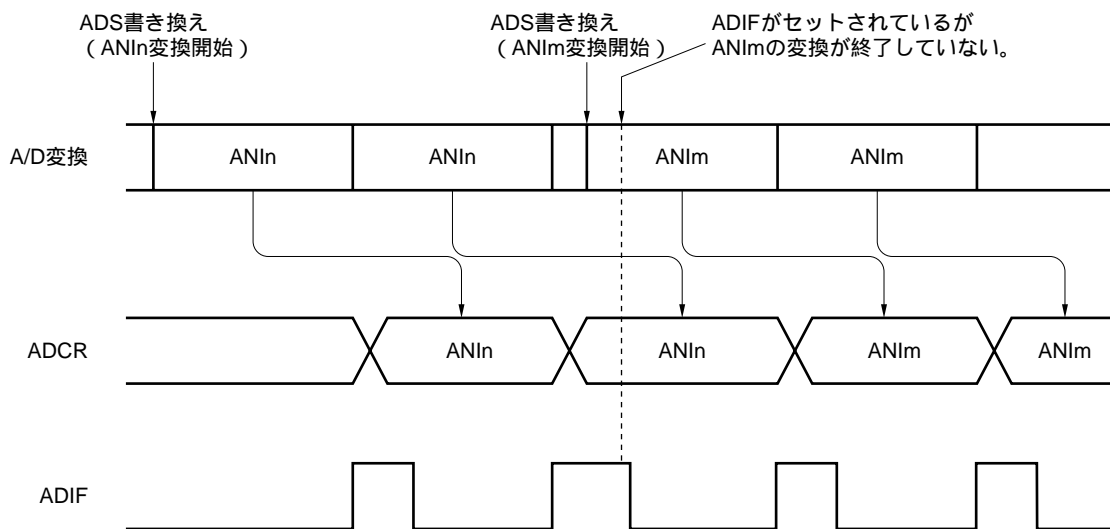 ADS書き換え
（ANIn変換開始）
ADS書き換え
（ANIm変換開始）
ADIFがセットされているが
ANImの変換が終了していない。
A/D変換
ANIn
ANIn
ANIm
ANIm
ADCR
ANIn
ANIn
ANIm
ANIm
ADIF